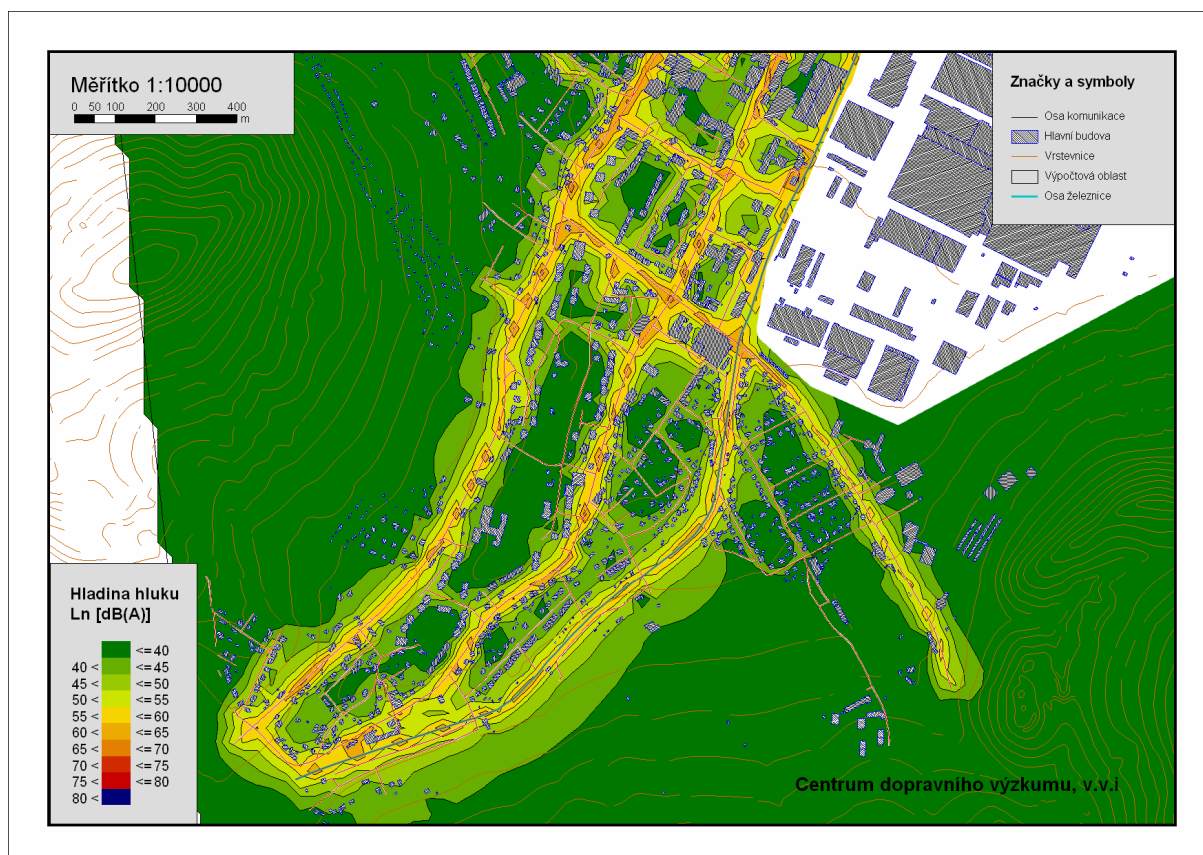 Měřítko 1:10000
0 50 100 200 300 400
m
Značky a symboly
Osa komunikace
Hlavní budova
Vrstevnice
Výpočtová oblast
Osa železnice
Hladina hluku
Ln [dB(A)]
<=40
40 < <=45
45 < <=50
50 < <=55
55 < <=60
60 < <=65
65 < <=70
70 < <=75
75 < <=80
80 <
Centrum dopravního výzkumu, v.v.i